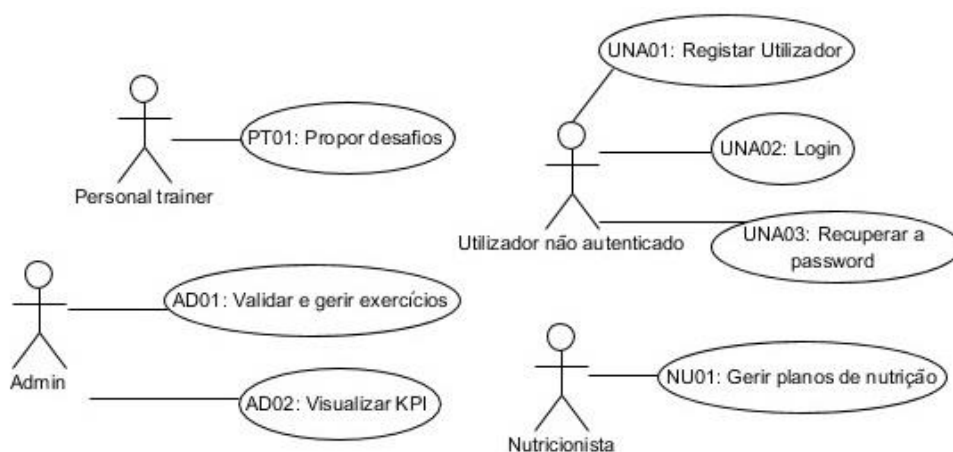 UNA01: Registar Utilizador
PT01: Propor desafios
UNA02: Login
Personal trainer
Utilizador não autenticado
UNA03: Recuperar a
password
AD01: Validar e gerir exercícios
Admin
NU01: Gerir planos de nutrição
AD02: Visualizar KPI
Nutricionista